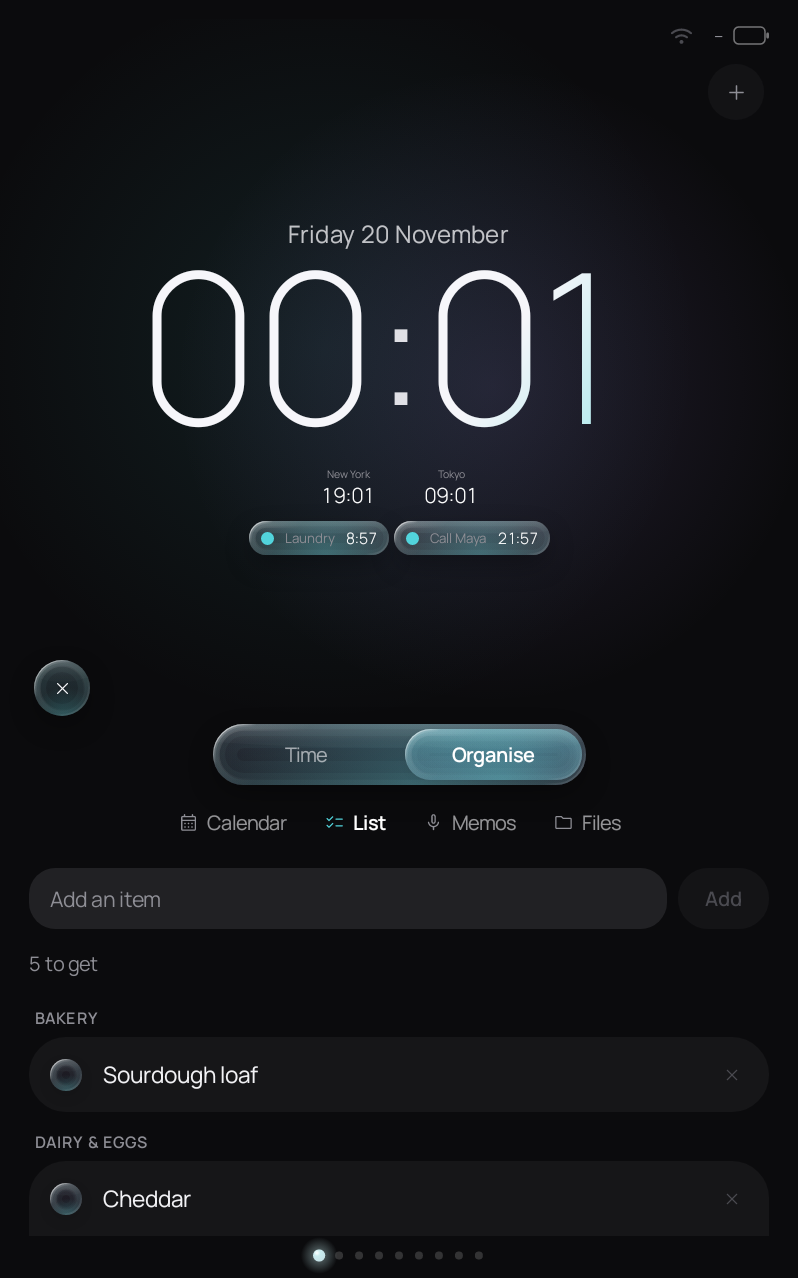 Friday 20 November
00:01
New York Tokyo
19:01 09:01
Laundry 8:57 Call Maya 21:57
Time Organise
Calendar List Memos Files
Add an item Add
5 to get
BAKERY
Sourdough loaf
DAIRY & EGGS
Cheddar